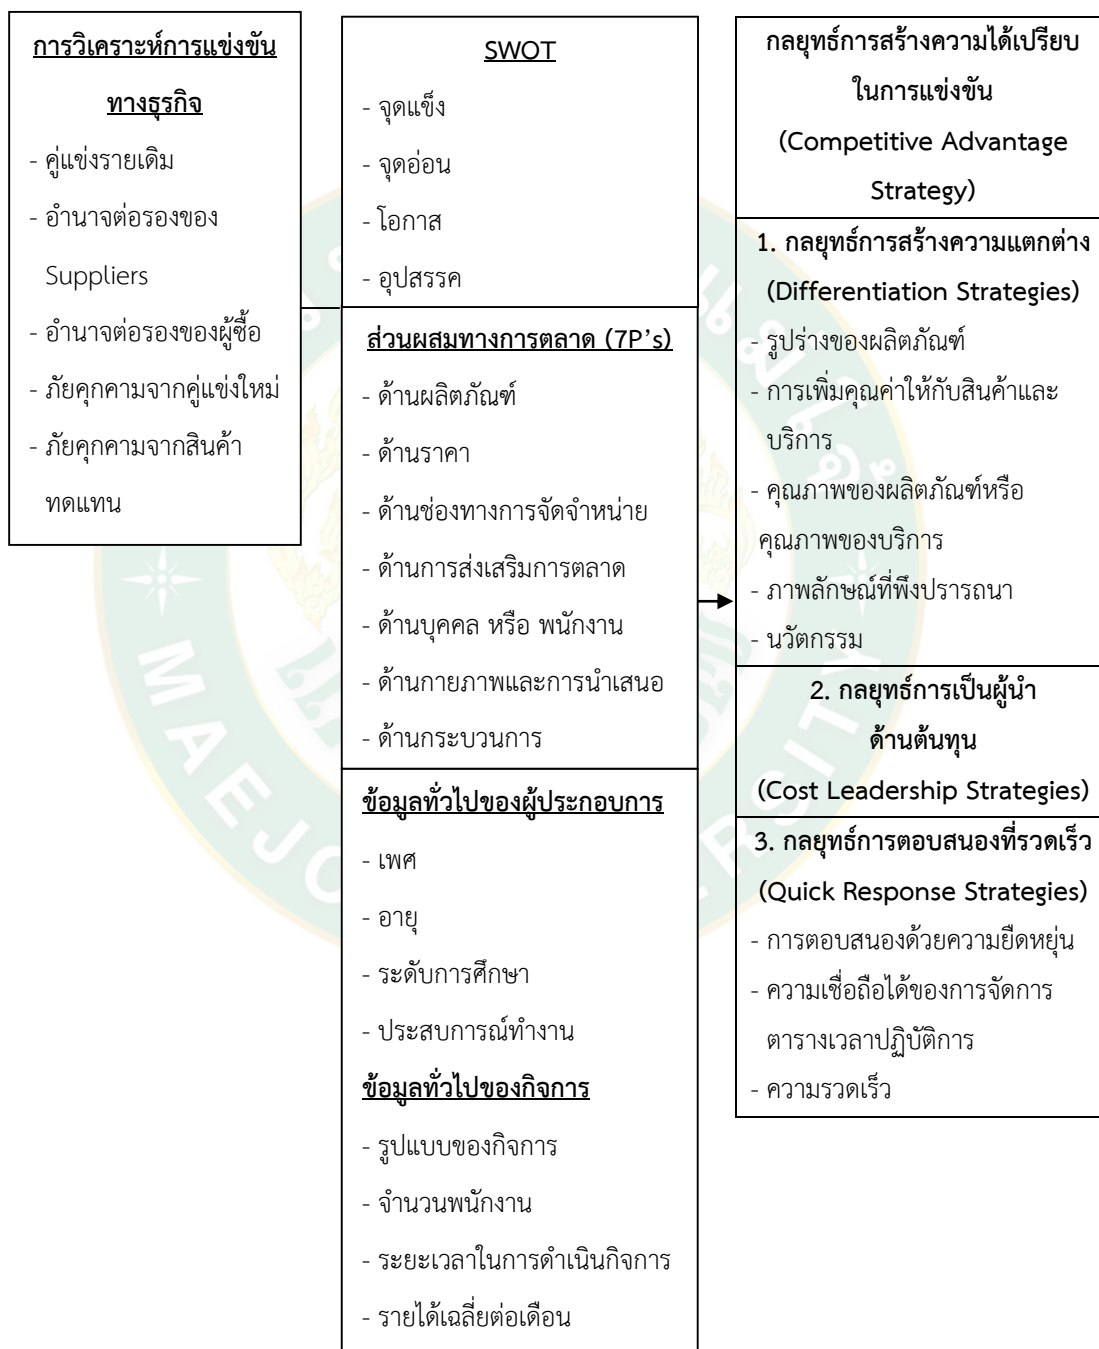 การวิเคราะห์การแข่งขัน
ทางธุรกิจ
- คู่แข่งรายเดิม
- อำนาจต่อรองของ
Suppliers
- อำนาจต่อรองของผู้ซื้อ
- ภัยคุกคามจากคู่แข่งใหม่
- ภัยคุกคามจากสินค้า
ทดแทน
SWOT
- จุดแข็ง
- จุดอ่อน
- โอกาส
- อุปสรรค
ส่วนผสมทางการตลาด (7P's)
- ด้านผลิตภัณฑ์
- ด้านราคา
- ด้านช่องทางการจัดจำหน่าย
- ด้านการส่งเสริมการตลาด
- ด้านบุคคล หรือ พนักงาน
- ด้านกายภาพและการนำเสนอ
- ด้านกระบวนการ
ข้อมูลทั่วไปของผู้ประกอบการ
- เพศ
- อายุ
- ระดับการศึกษา
- ประสบการณ์ทำงาน
ข้อมูลทั่วไปของกิจการ
- รูปแบบของกิจการ
- จำนวนพนักงาน
- ระยะเวลาในการดำเนินกิจการ
- รายได้เฉลี่ยต่อเดือน
กลยุทธ์การสร้างความได้เปรียบ
ในการแข่งขัน
(Competitive Advantage
Strategy)
1. กลยุทธ์การสร้างความแตกต่าง
(Differentiation Strategies)
- รูปร่างของผลิตภัณฑ์
- การเพิ่มคุณค่าให้กับสินค้าและ
บริการ
- คุณภาพของผลิตภัณฑ์หรือ
คุณภาพของบริการ
- ภาพลักษณ์ที่พึงปรารถนา
- นวัตกรรม
2. กลยุทธ์การเป็นผู้นำ
ด้านต้นทุน
(Cost Leadership Strategies)
3. กลยุทธ์การตอบสนองที่รวดเร็ว
(Quick Response Strategies)
- การตอบสนองด้วยความยืดหยุ่น
- ความเชื่อถือได้ของการจัดการ
ตารางเวลาปฏิบัติการ
- ความรวดเร็ว